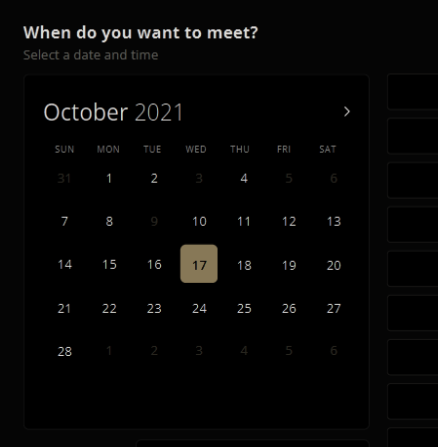 When do you want to meet?
Select a date and time
October 2021
SUN MON TUE WED THU FRI SAT
31 1 2 3 4 5 6
7 8 9 10 11 12 13
14 15 16 17 18 19 20
21 22 23 24 25 26 27
28 1 2 3 4 5 6